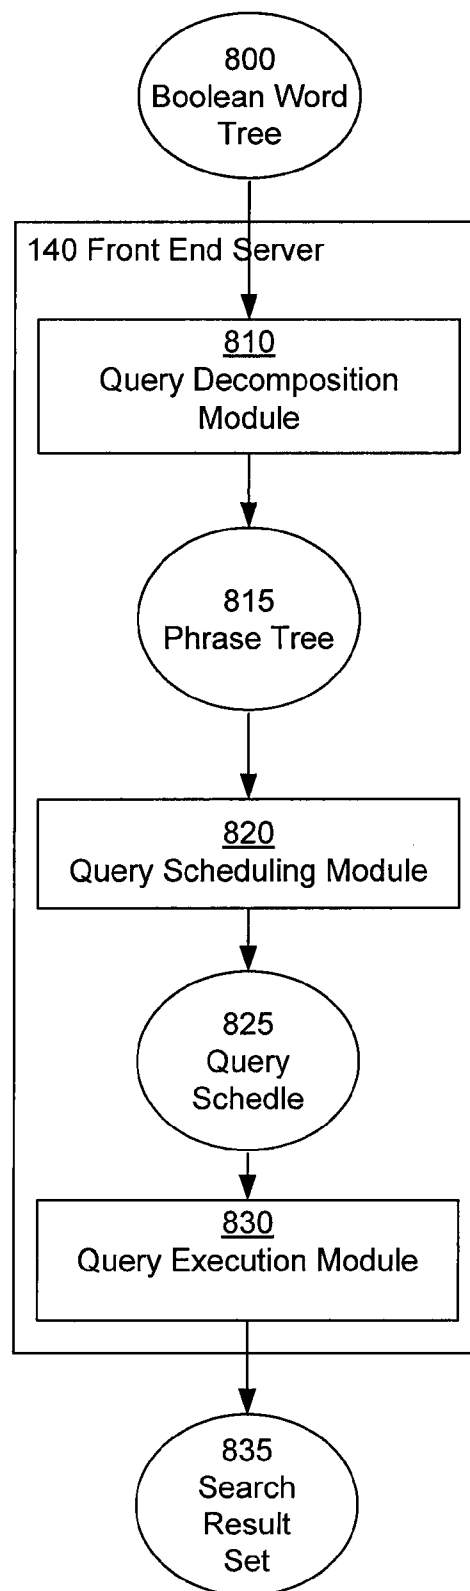 800
Boolean Word
Tree
140 Front End Server
810
Query Decomposition
Module
815
Phrase Tree
820
Query Scheduling Module
825
Query
Schedle
830
Query Execution Module
835
Search
Result
Set